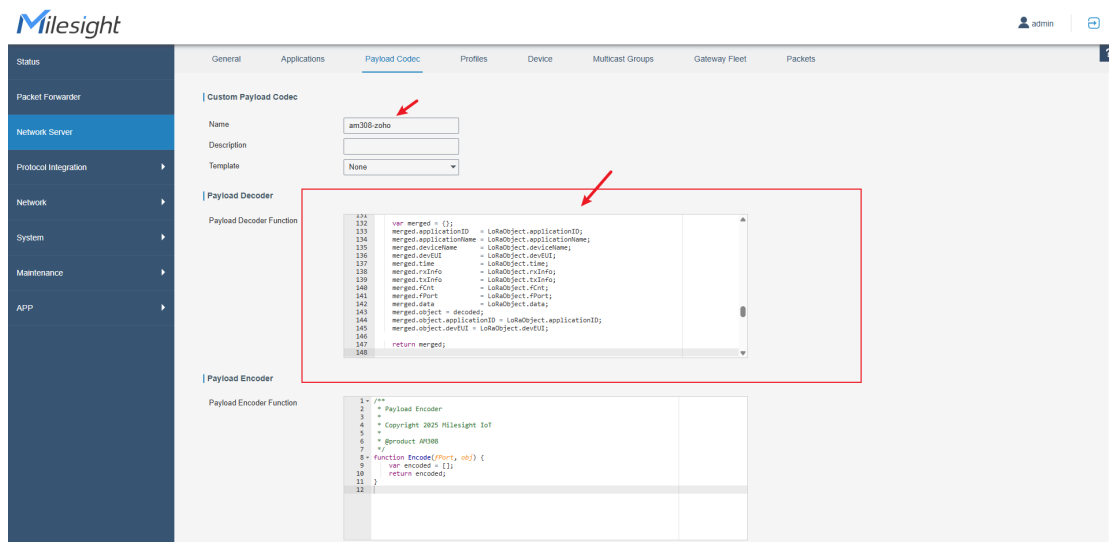 Milesight
admin
Status
Packet Forwarder
Network Server
Protocol Integration
Network
System
Maintenance
APP
General Applications Payload Codec Profiles Device Multicast Groups Gateway Fleet Packets
?
Custom Payload Codec
Name am308-zoho
Description
Template None
Payload Decoder
Payload Decoder Function
131
132 var merged = {};
133 merged.applicationID = LoRaObject.applicationID;
134 merged.applicationName = LoRaObject.applicationName;
135 merged.deviceName = LoRaObject.deviceName;
136 merged.devEUI = LoRaObject.devEUI;
137 merged.time = LoRaObject.time;
138 merged.rxInfo = LoRaObject.rxInfo;
139 merged.txInfo = LoRaObject.txInfo;
140 merged.fCnt = LoRaObject.fCnt;
141 merged.fPort = LoRaObject.fPort;
142 merged.data = LoRaObject.data;
143 merged.object = decoded;
144 merged.object.applicationID = LoRaObject.applicationID;
145 merged.object.devEUI = LoRaObject.devEUI;
146
147 return merged;
148
Payload Encoder
Payload Encoder Function
1 /**
2 * Payload Encoder
3 *
4 * Copyright 2025 Milesight IoT
5 *
6 * @product AM308
7 */
8 function Encode(fPort, obj) {
9 var encoded = [];
10 return encoded;
11 }
12